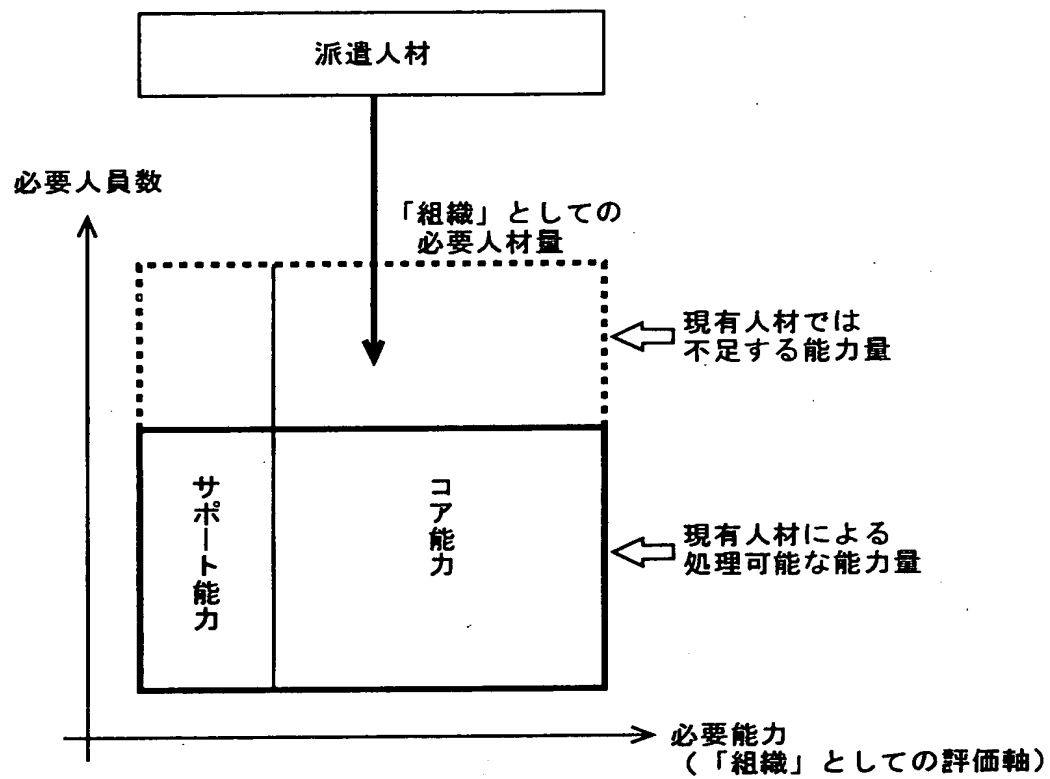 派遣人材
必要人員数
「組織」としての
必要人材量
現有人材では
不足する能力量
サポート能力
コア能力
現有人材による
処理可能な能力量
必要能力
(「組織」としての評価軸)